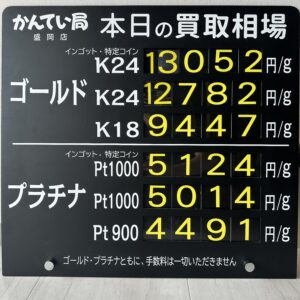 かんてい局 本日の買取相場
盛岡店
インゴット・特定コイン
K24 13052円/g
ゴールド K24 12782円/g
K18 9447円/g
インゴット・特定コイン
Pt1000 5124円/g
プラチナ Pt1000 5014円/g
Pt900 4491円/g
ゴールド・プラチナともに、手数料は一切いただきません